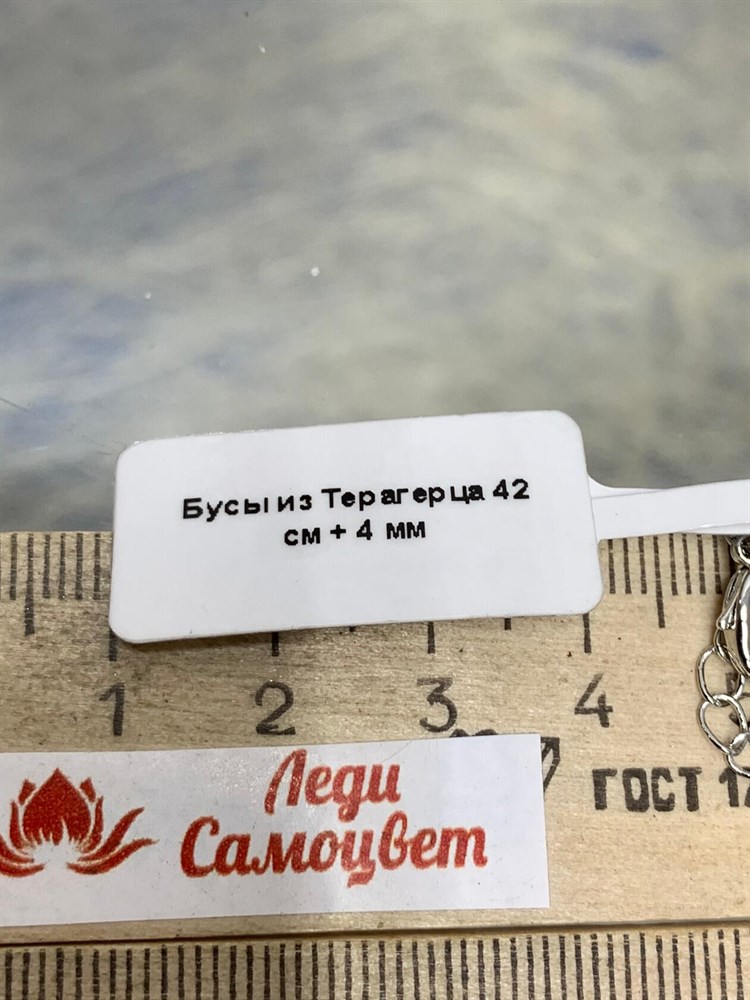 Бусы из Терагерца 42
см + 4 мм
1 2 3 4
ГОСТ 17
Леди
Самоцвет